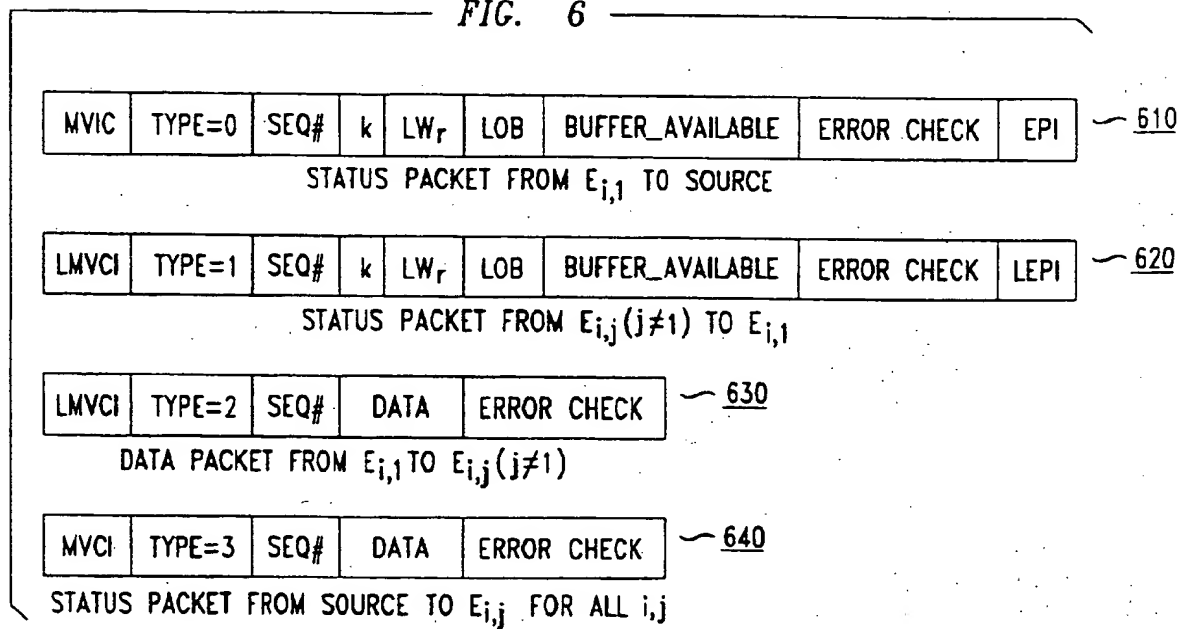 FIG. 6
MVIC TYPE=0 SEQ# k LWr LOB BUFFER_AVAILABLE ERROR CHECK EPI 610
STATUS PACKET FROM Ei,1 TO SOURCE
LMVCI TYPE=1 SEQ# k LWr LOB BUFFER_AVAILABLE ERROR CHECK LEPI 620
STATUS PACKET FROM Ei,j(j≠1) TO Ei,1
LMVCI TYPE=2 SEQ# DATA ERROR CHECK 630
DATA PACKET FROM Ei,1 TO Ei,j(j≠1)
MVCI TYPE=3 SEQ# DATA ERROR CHECK 640
STATUS PACKET FROM SOURCE TO Ei,j FOR ALL i,j